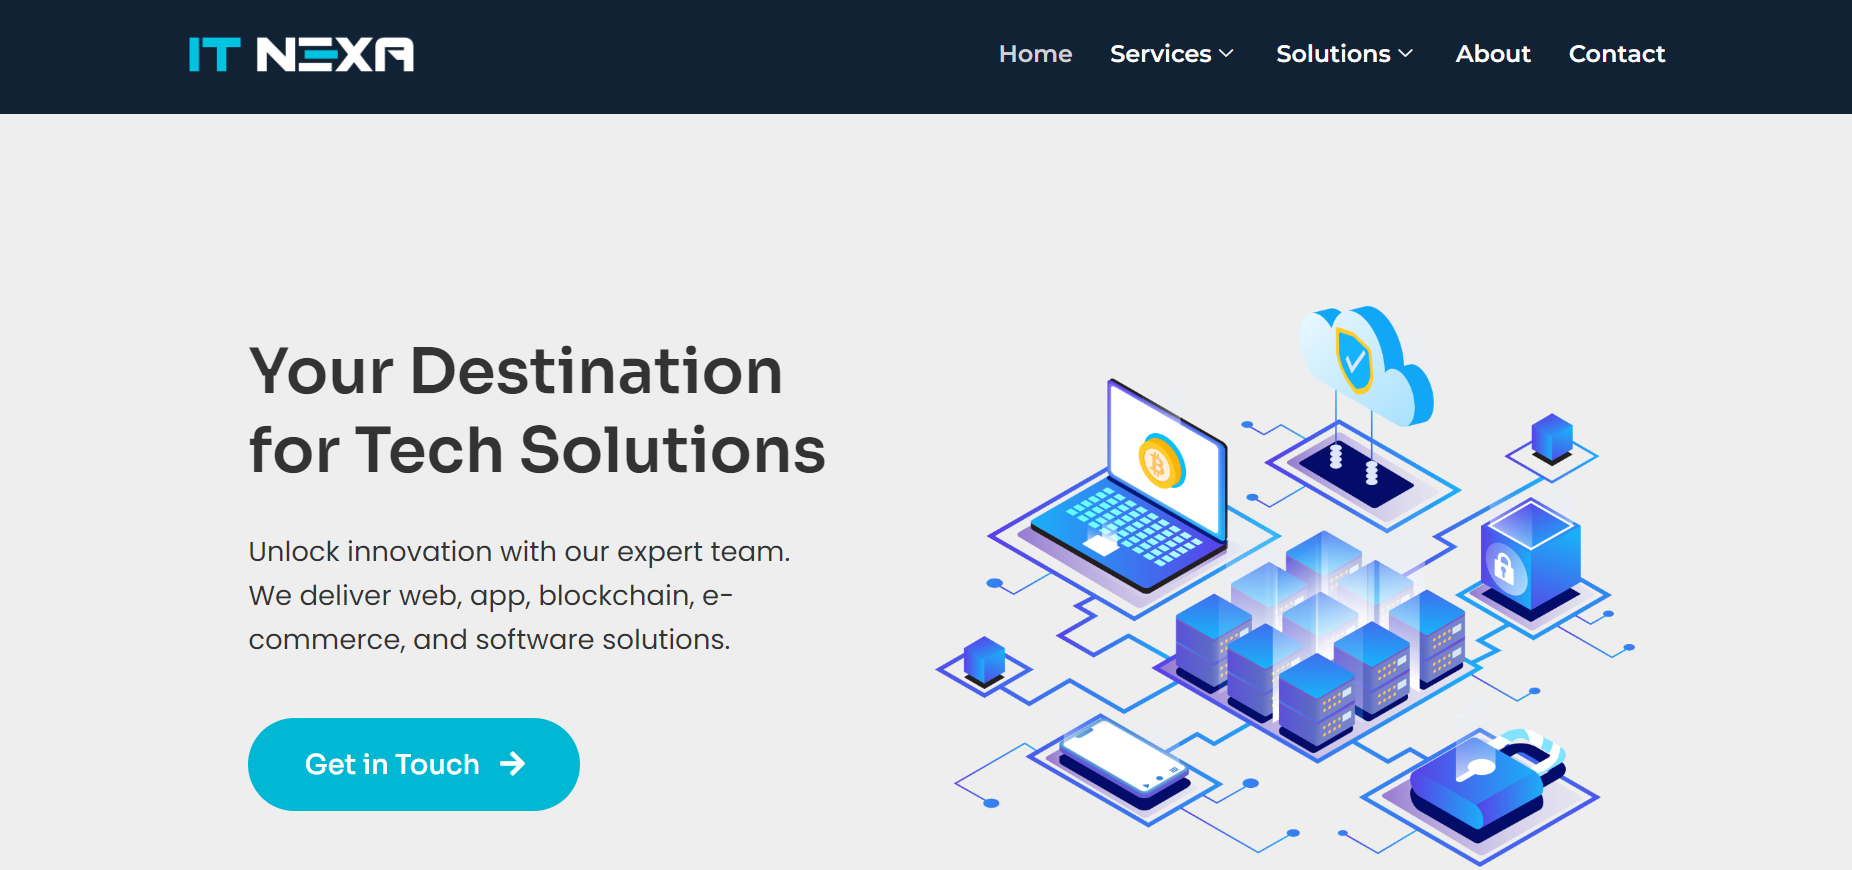 IT NEXA
Home Services Solutions About Contact
Your Destination
for Tech Solutions
Unlock innovation with our expert team.
We deliver web, app, blockchain, e-
commerce, and software solutions.
Get in Touch